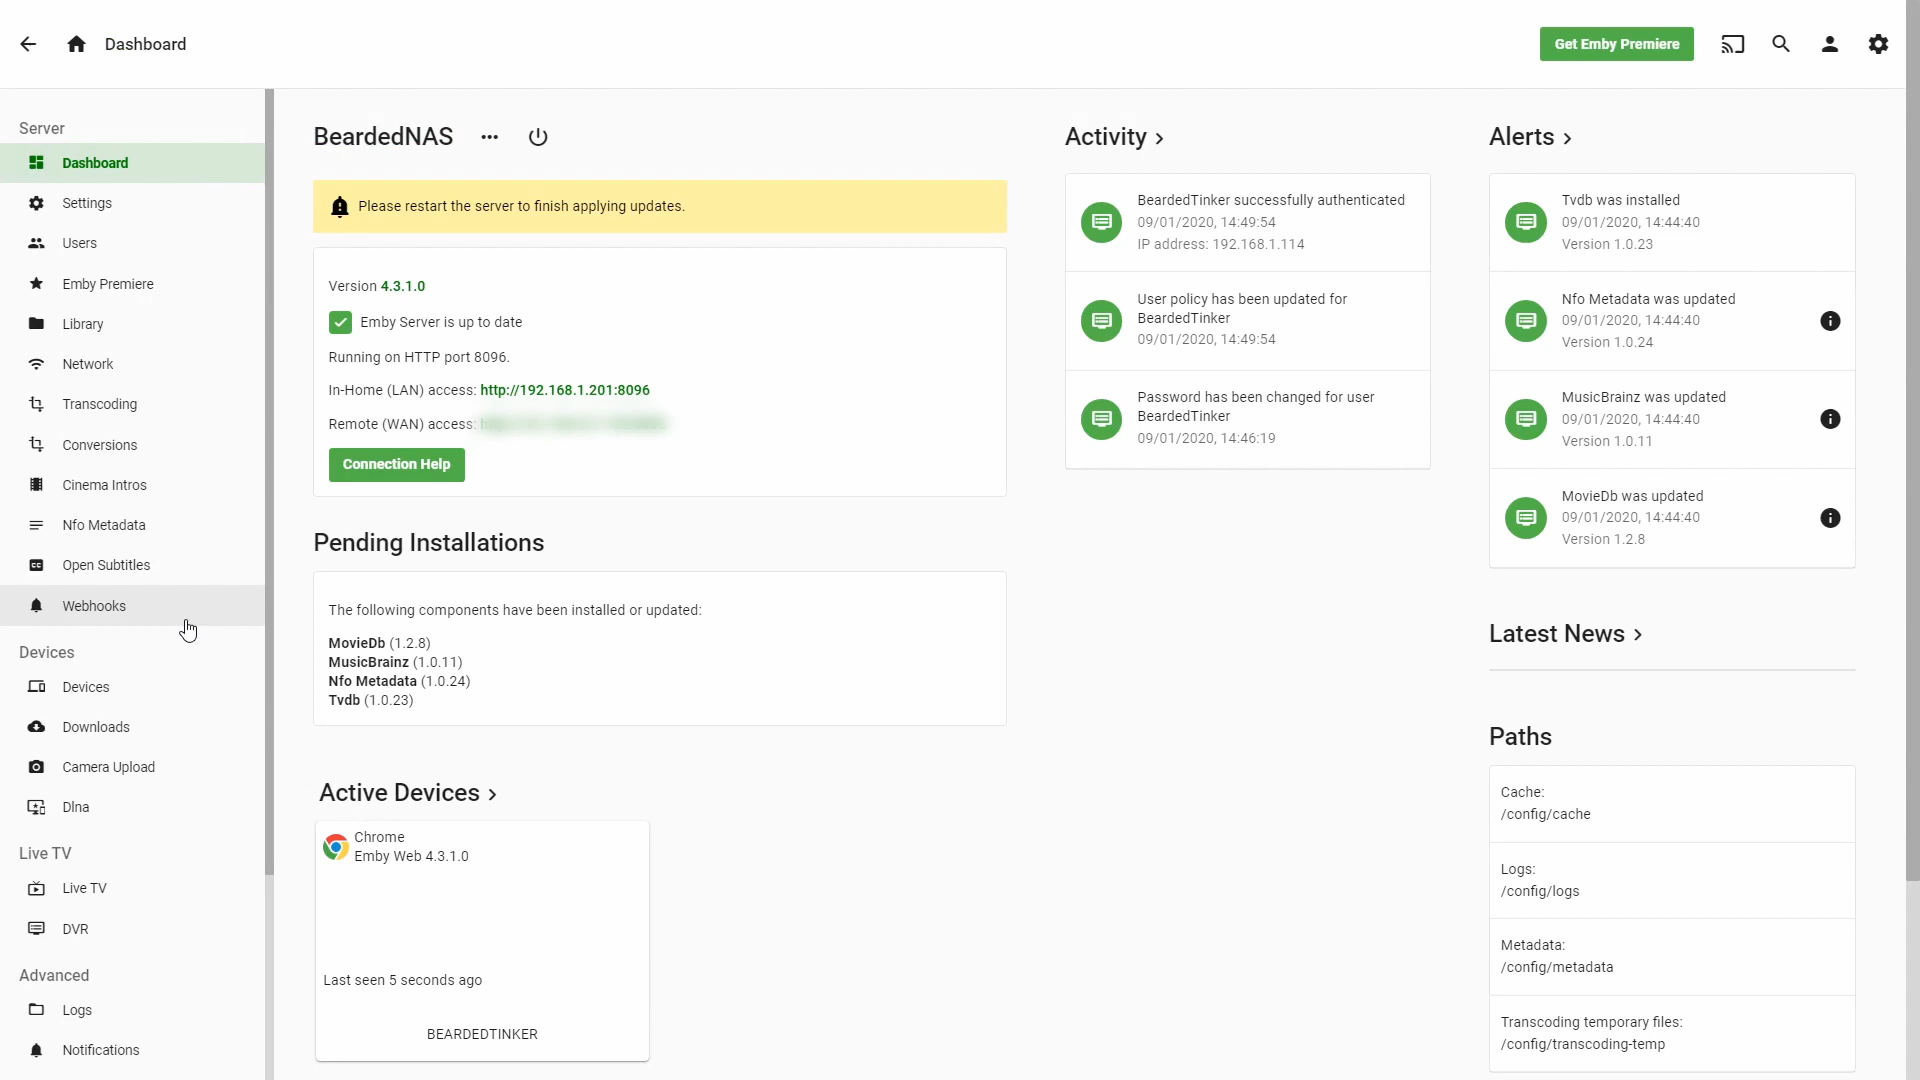 Dashboard
Get Emby Premiere
Server
Dashboard
Settings
Users
Emby Premiere
Library
Network
Transcoding
Conversions
Cinema Intros
Nfo Metadata
Open Subtitles
Webhooks
Devices
Devices
Downloads
Camera Upload
Dlna
Live TV
Live TV
DVR
Advanced
Logs
Notifications
BeardedNAS
Please restart the server to finish applying updates.
Version 4.3.1.0
Emby Server is up to date
Running on HTTP port 8096.
In-Home (LAN) access: http://192.168.1.201:8096
Remote (WAN) access:
Connection Help
Pending Installations
The following components have been installed or updated:
MovieDb (1.2.8)
MusicBrainz (1.0.11)
Nfo Metadata (1.0.24)
Tvdb (1.0.23)
Active Devices
Chrome
Emby Web 4.3.1.0
Last seen 5 seconds ago
BEARDEDTINKER
Activity
BeardedTinker successfully authenticated
09/01/2020, 14:49:54
IP address: 192.168.1.114
User policy has been updated for
BeardedTinker
09/01/2020, 14:49:54
Password has been changed for user
BeardedTinker
09/01/2020, 14:46:19
Alerts
Tvdb was installed
09/01/2020, 14:44:40
Version 1.0.23
Nfo Metadata was updated
09/01/2020, 14:44:40
Version 1.0.24
MusicBrainz was updated
09/01/2020, 14:44:40
Version 1.0.11
MovieDb was updated
09/01/2020, 14:44:40
Version 1.2.8
Latest News
Paths
Cache:
/config/cache
Logs:
/config/logs
Metadata:
/config/metadata
Transcoding temporary files:
/config/transcoding-temp